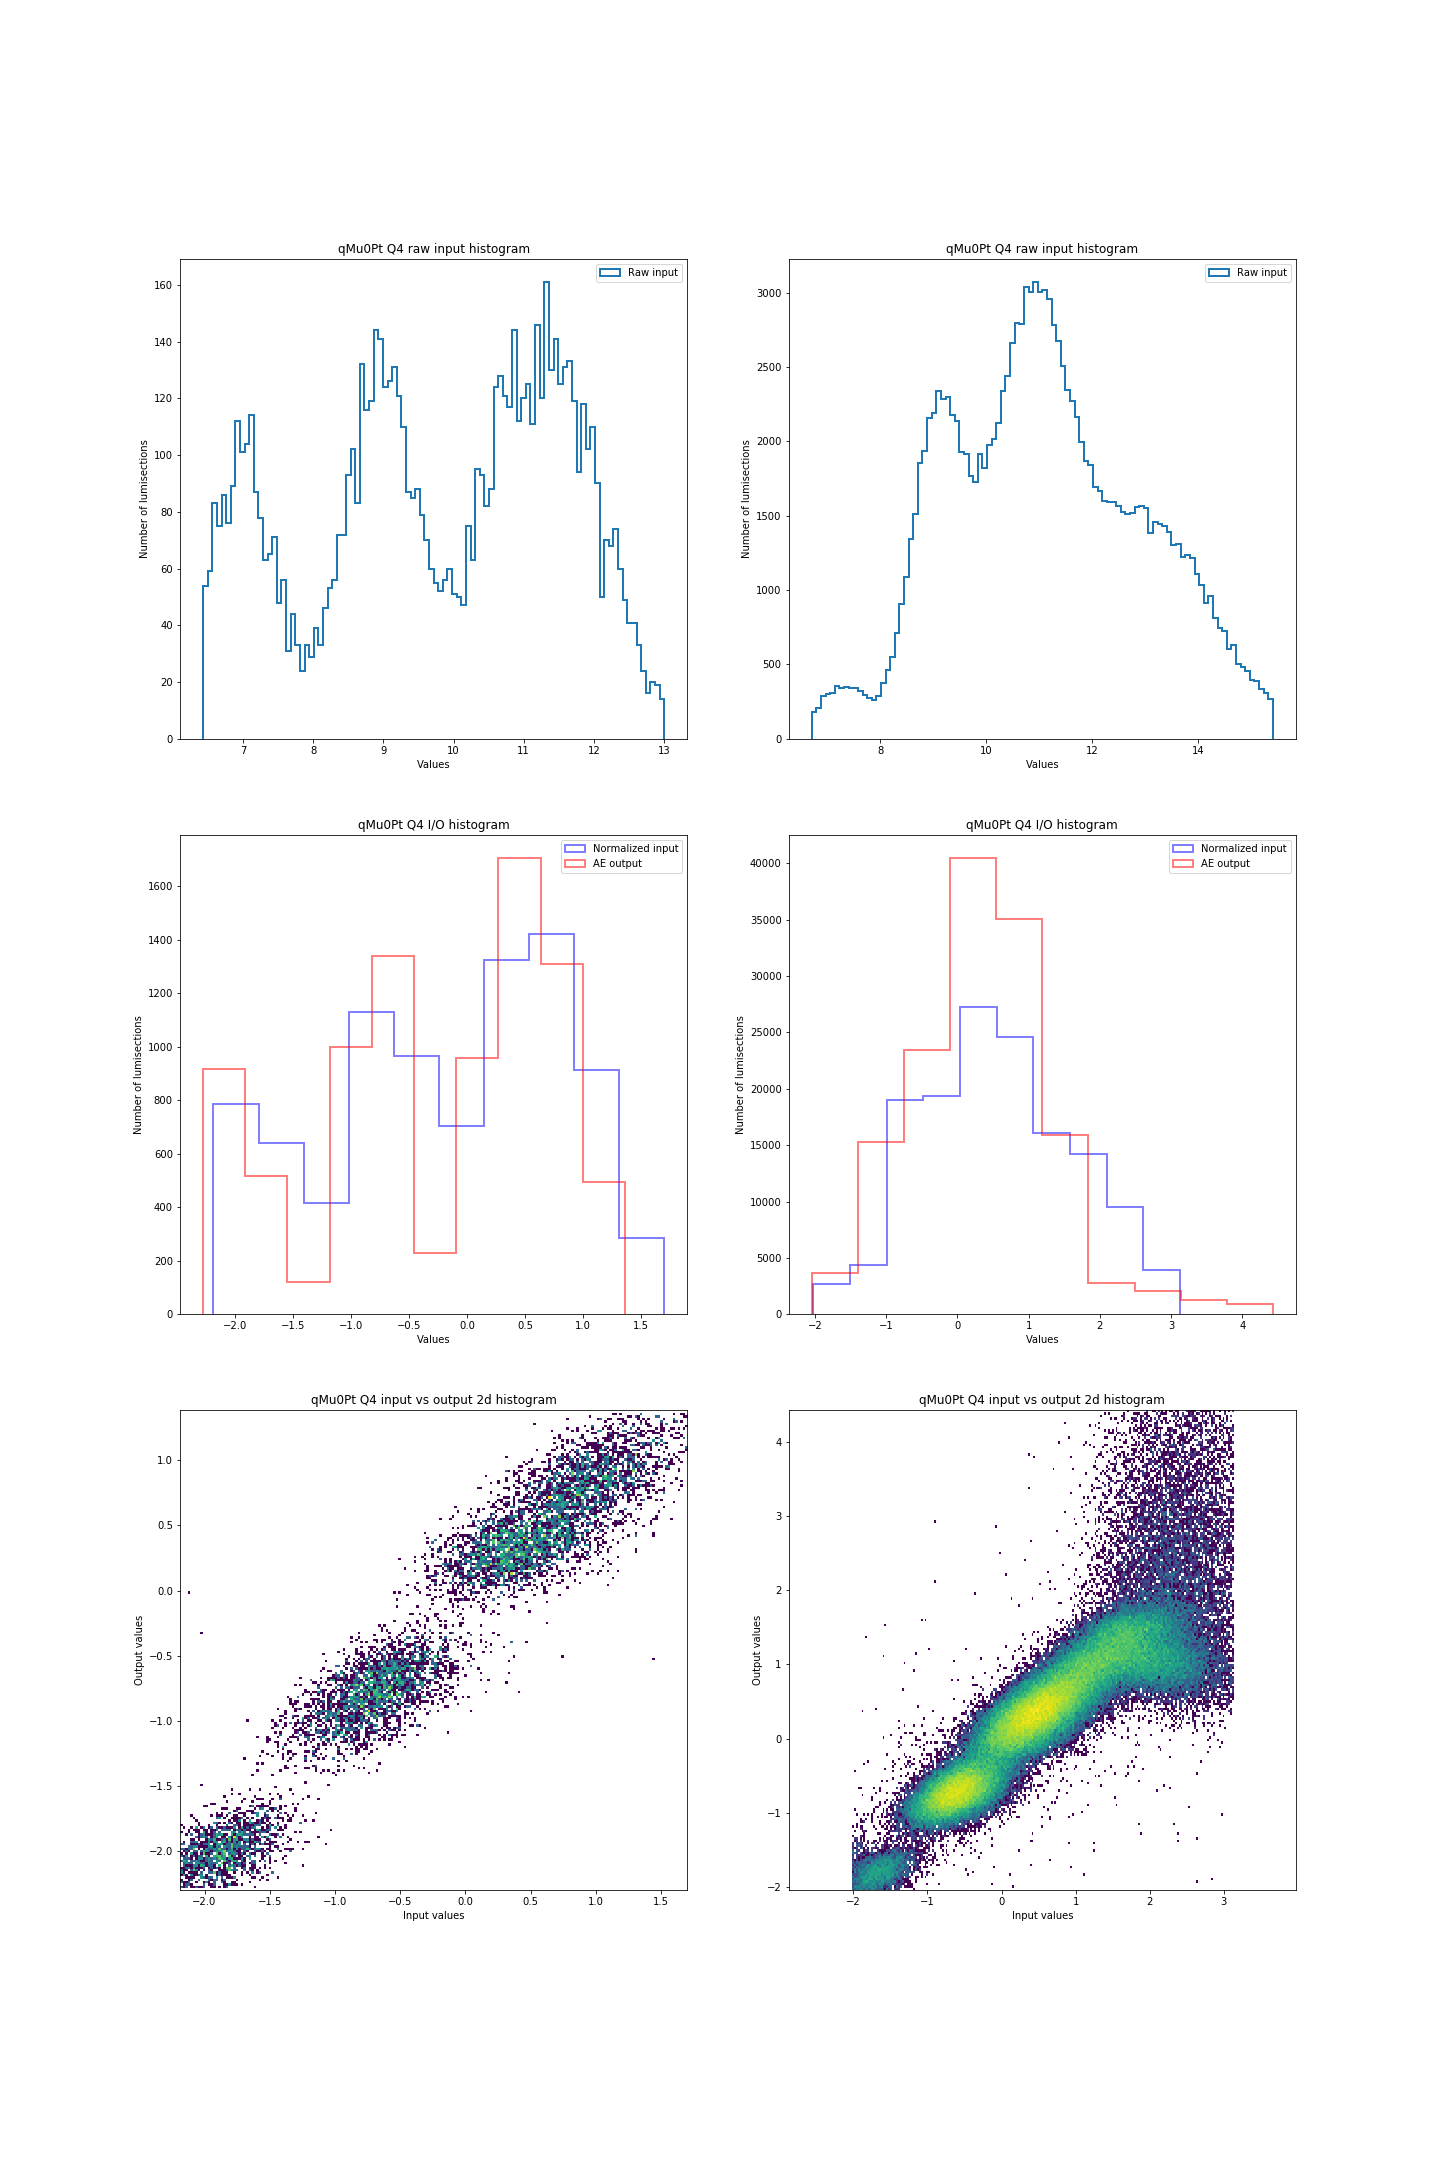 qMu0Pt Q4 raw input histogram
Raw input
160
140
120
100
80
60
40
20
0
Number of lumisections
7 8 9 10 11 12 13
Values
qMu0Pt Q4 raw input histogram
Raw input
3000
2500
2000
1500
1000
500
0
Number of lumisections
8 10 12 14
Values
qMu0Pt Q4 I/O histogram
Normalized input
AE output
1600
1400
1200
1000
800
600
400
200
0
Number of lumisections
−2.0 −1.5 −1.0 −0.5 0.0 0.5 1.0 1.5
Values
qMu0Pt Q4 I/O histogram
Normalized input
AE output
40000
35000
30000
25000
20000
15000
10000
5000
0
Number of lumisections
−2 −1 0 1 2 3 4
Values
qMu0Pt Q4 input vs output 2d histogram
1.0
0.5
0.0
−0.5
−1.0
−1.5
−2.0
Output values
−2.0 −1.5 −1.0 −0.5 0.0 0.5 1.0 1.5
Input values
qMu0Pt Q4 input vs output 2d histogram
4
3
2
1
0
−1
−2
Output values
−2 −1 0 1 2 3
Input values